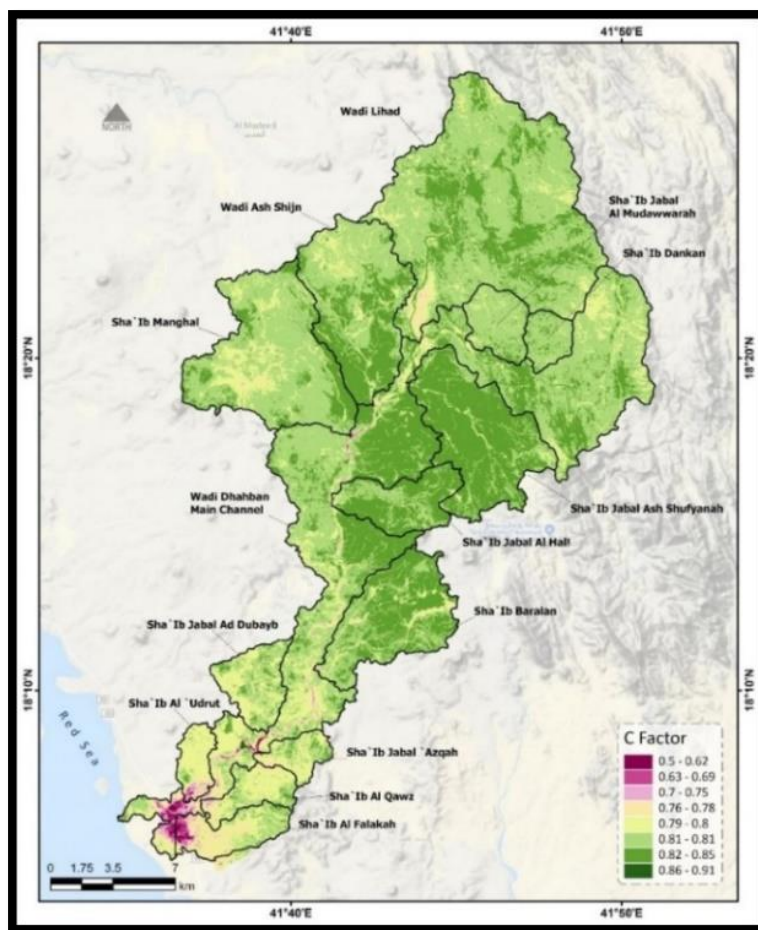 41°40'E
41°50'E
NORTH
Wadi Lihad
Sha`Ib Jabal
Al Mudawwarah
Wadi Ash Shijn
Sha`Ib Dankan
Sha`Ib Manghal
18°20'N
18°20'N
Wadi Dhahban
Main Channel
Sha`Ib Jabal Ash Shufyanah
Sha`Ib Jabal Al Hall
Sha`Ib Jabal Ad Dubayb
Sha`Ib Baralan
18°10'N
18°10'N
Sha`Ib Al `Udrut
Red Sea
Sha`Ib Jabal `Azqah
Sha`Ib Al Qawz
Sha`Ib Al Falakah
C Factor
0.5 - 0.62
0.63 - 0.69
0.7 - 0.75
0.76 - 0.78
0.79 - 0.8
0.81 - 0.81
0.82 - 0.85
0.86 - 0.91
0 1.75 3.5 7
km
41°40'E
41°50'E